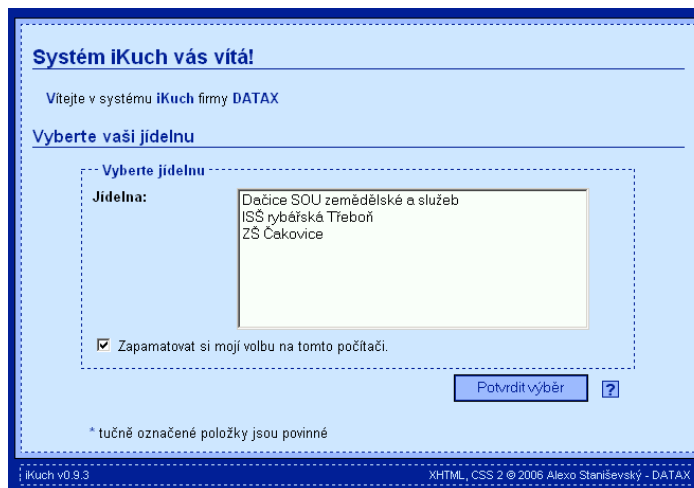 Systém iKuch vás vítá!
Vítejte v systému iKuch firmy DATAX
Vyberte vaši jídelnu
Vyberte jídelnu
Jídelna:
Dačice SOU zemědělské a služeb
ISŠ rybářská Třeboň
ZŠ Čakovice
Zapamatovat si mojí volbu na tomto počítači.
Potvrdit výběr ?
* tučně označené položky jsou povinné
iKuch v0.9.3 XHTML, CSS 2 © 2006 Alexo Staniševský - DATAX